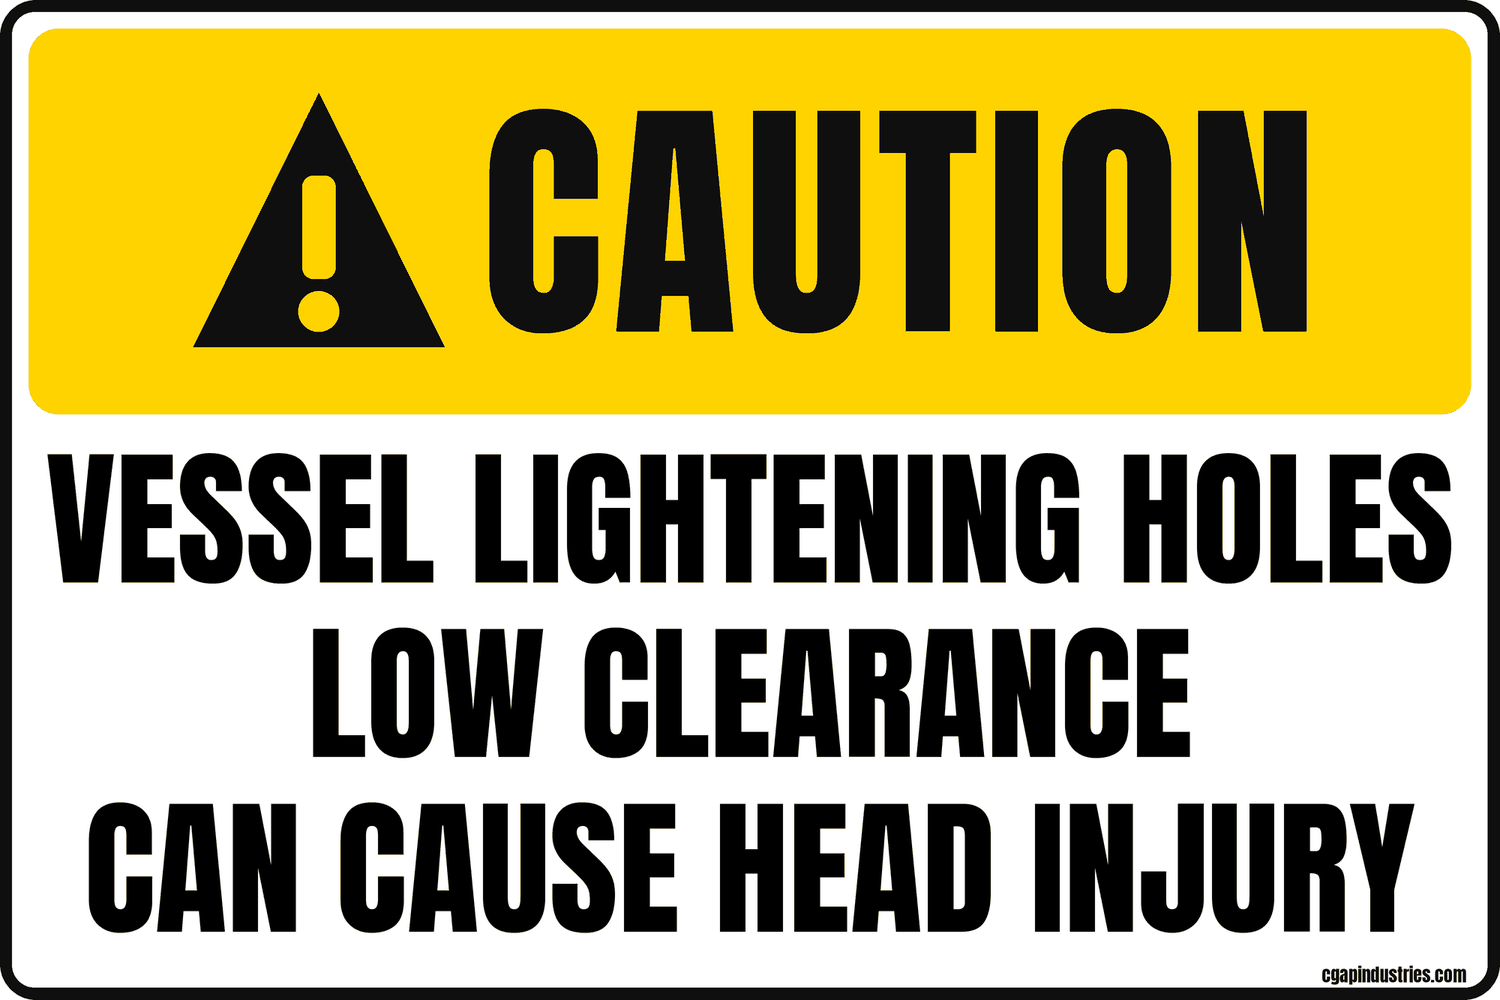 CAUTION
VESSEL LIGHTENING HOLES
LOW CLEARANCE
CAN CAUSE HEAD INJURY
cgapindustries.com